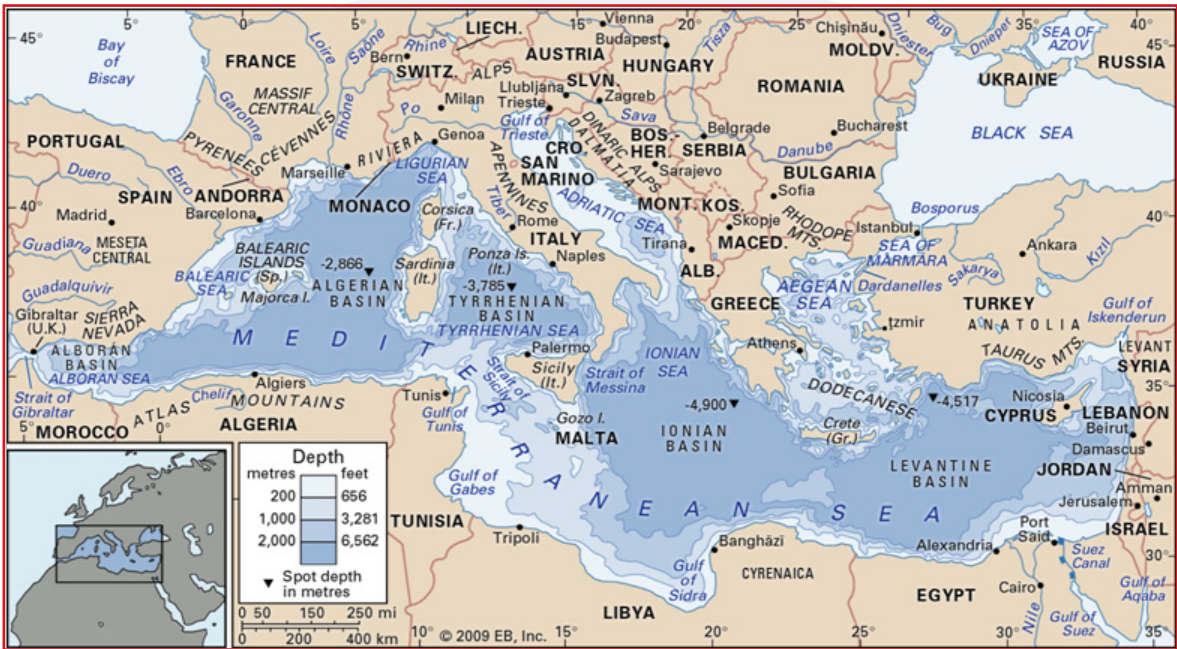 5°
0°
5°
10°
15°
20°
25°
30°
35°
40°
45°
Bay
of
Biscay
FRANCE
Loire
Saône
Rhine
LIECH.
Vienna
Budapest
Tisza
Chişinău
MOLDV.
Dniester
Bug
Dnieper
SEA OF
AZOV
45°
RUSSIA
Bern
SWITZ.
ALPS
AUSTRIA
HUNGARY
ROMANIA
UKRAINE
MASSIF
CENTRAL
Garonne
Rhône
CÉVENNES
Milan
Po
Llubljana
SLVN.
Trieste
Zagreb
Gulf of
Trieste
Sava
Belgrade
Bucharest
BLACK SEA
PORTUGAL
PYRENEES
RIVIERA
Genoa
CRO.
DINARIC ALPS
DALMATIA
BOS.-
HER.
SERBIA
Danube
BULGARIA
Duero
Ebro
SPAIN
ANDORRA
Marseille
LIGURIAN
SEA
APENNINES
SAN
MARINO
Sarajevo
Sofia
40°
Madrid
Barcelona
MONACO
Corsica
(Fr.)
Tiber
Rome
ADRIATIC SEA
MONT.
KOS.
Skopje
RHODOPE
MTS.
Bosporus
Istanbul
40°
Guadiana
MESETA
CENTRAL
BALEARIC
ISLANDS
(Sp.)
ITALY
Ponza Is.
(It.)
Naples
Tirana
MACED.
SEA OF
MARMARA
Ankara
Kizil
BALEARIC
SEA
Majorca I.
-2,866
ALGERIAN
BASIN
Sardinia
(It.)
-3,785
TYRRHENIAN
BASIN
ALB.
GREECE
AEGEAN
SEA
Dardanelles
Sakarya
Guadalquivir
Gibraltar
(U.K.)
SIERRA
NEVADA
TYRRHENIAN SEA
TURKEY
ANATOLIA
Gulf of
Iskenderun
ţzmir
MEDITERRANEAN SEA
ALBORÁN
BASIN
ALBORAN SEA
Palermo
Sicily
(It.)
Strait of
Sicily
Strait of
Messina
IONIAN
SEA
Athens
TAURUS MTS.
LEVANT
SYRIA
35°
Strait of
Gibraltar
Algiers
Chelif
ATLAS
MOUNTAINS
Tunis
Gulf of
Tunis
DODECANESE
-4,900
-4,517
Nicosia
CYPRUS
LEBANON
Beirut
MOROCCO
0°
ALGERIA
5°
Gozo I.
MALTA
IONIAN
BASIN
Crete
(Gr.)
Damascus
LEVANTINE
BASIN
JORDAN
Amman
Jerusalem
Gulf of
Gabes
TUNISIA
Tripoli
Banghāzī
CYRENAICA
Gulf
of
Sidra
Alexandria
Port
Said
ISRAEL
30°
Suez
Canal
LIBYA
EGYPT
Cairo
Nile
Gulf of
Aqaba
Gulf of
Suez
Depth
metres feet
200 656
1,000 3,281
2,000 6,562
Spot depth
in metres
0 50 150 250 mi
0 200 400 km
10°
© 2009 EB, Inc.
15°
20°
25°
30°
35°